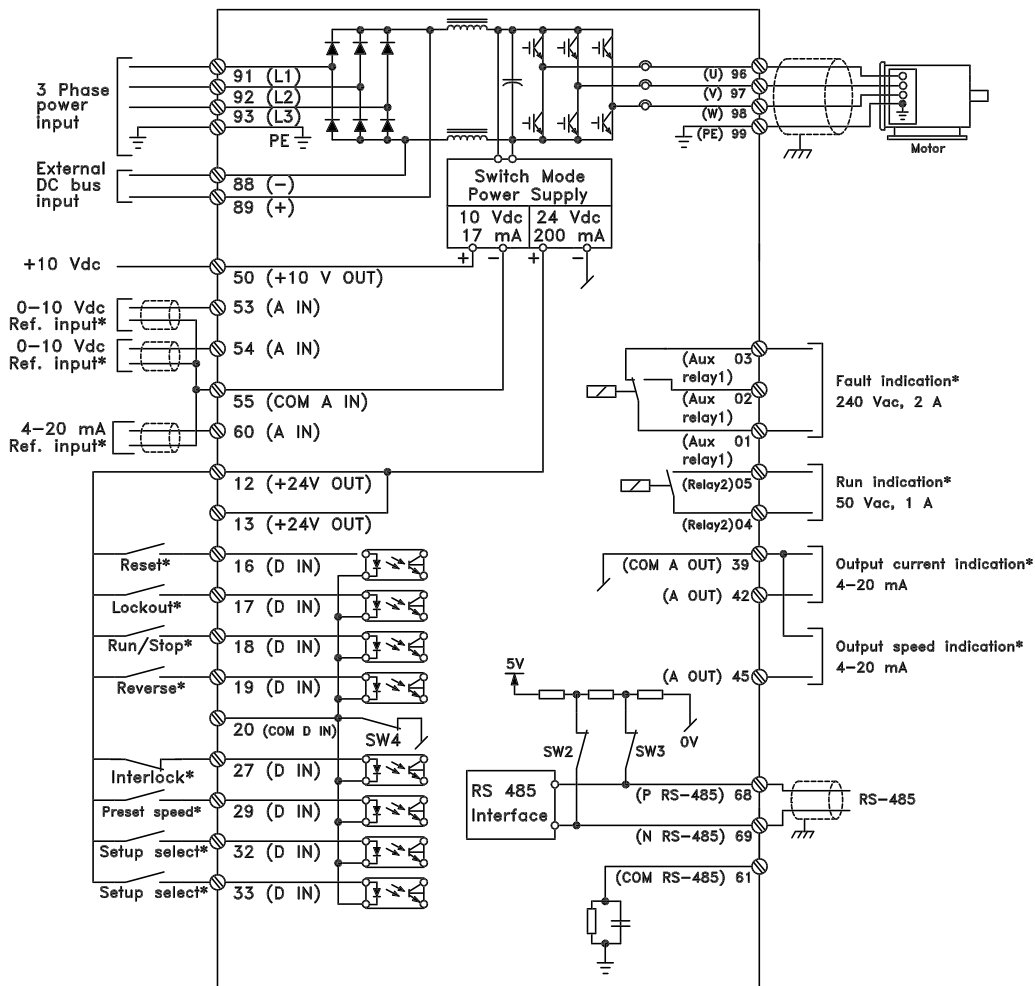 3 Phase
power
input
91 (L1)
92 (L2)
93 (L3)
PE
External
DC bus
input
88 (-)
89 (+)
Switch Mode
Power Supply
10 Vdc
17 mA
24 Vdc
200 mA
+ - + -
(U) 96
(V) 97
(W) 98
(PE) 99
Motor
+10 Vdc
50 (+10 V OUT)
0-10 Vdc
Ref. input*
53 (A IN)
0-10 Vdc
Ref. input*
54 (A IN)
55 (COM A IN)
4-20 mA
Ref. input*
60 (A IN)
12 (+24V OUT)
13 (+24V OUT)
Reset*
16 (D IN)
Lockout*
17 (D IN)
Run/Stop*
18 (D IN)
Reverse*
19 (D IN)
20 (COM D IN)
SW4
Interlock*
27 (D IN)
Preset speed*
29 (D IN)
Setup select*
32 (D IN)
Setup select*
33 (D IN)
(Aux 03
relay1)
(Aux 02
relay1)
(Aux 01
relay1)
Fault indication*
240 Vac, 2 A
(Relay2)05
(Relay2)04
Run indication*
50 Vac, 1 A
(COM A OUT) 39
(A OUT) 42
Output current indication*
4-20 mA
(A OUT) 45
Output speed indication*
4-20 mA
5V
0V
SW2
SW3
RS 485
Interface
(P RS-485) 68
(N RS-485) 69
RS-485
(COM RS-485) 61